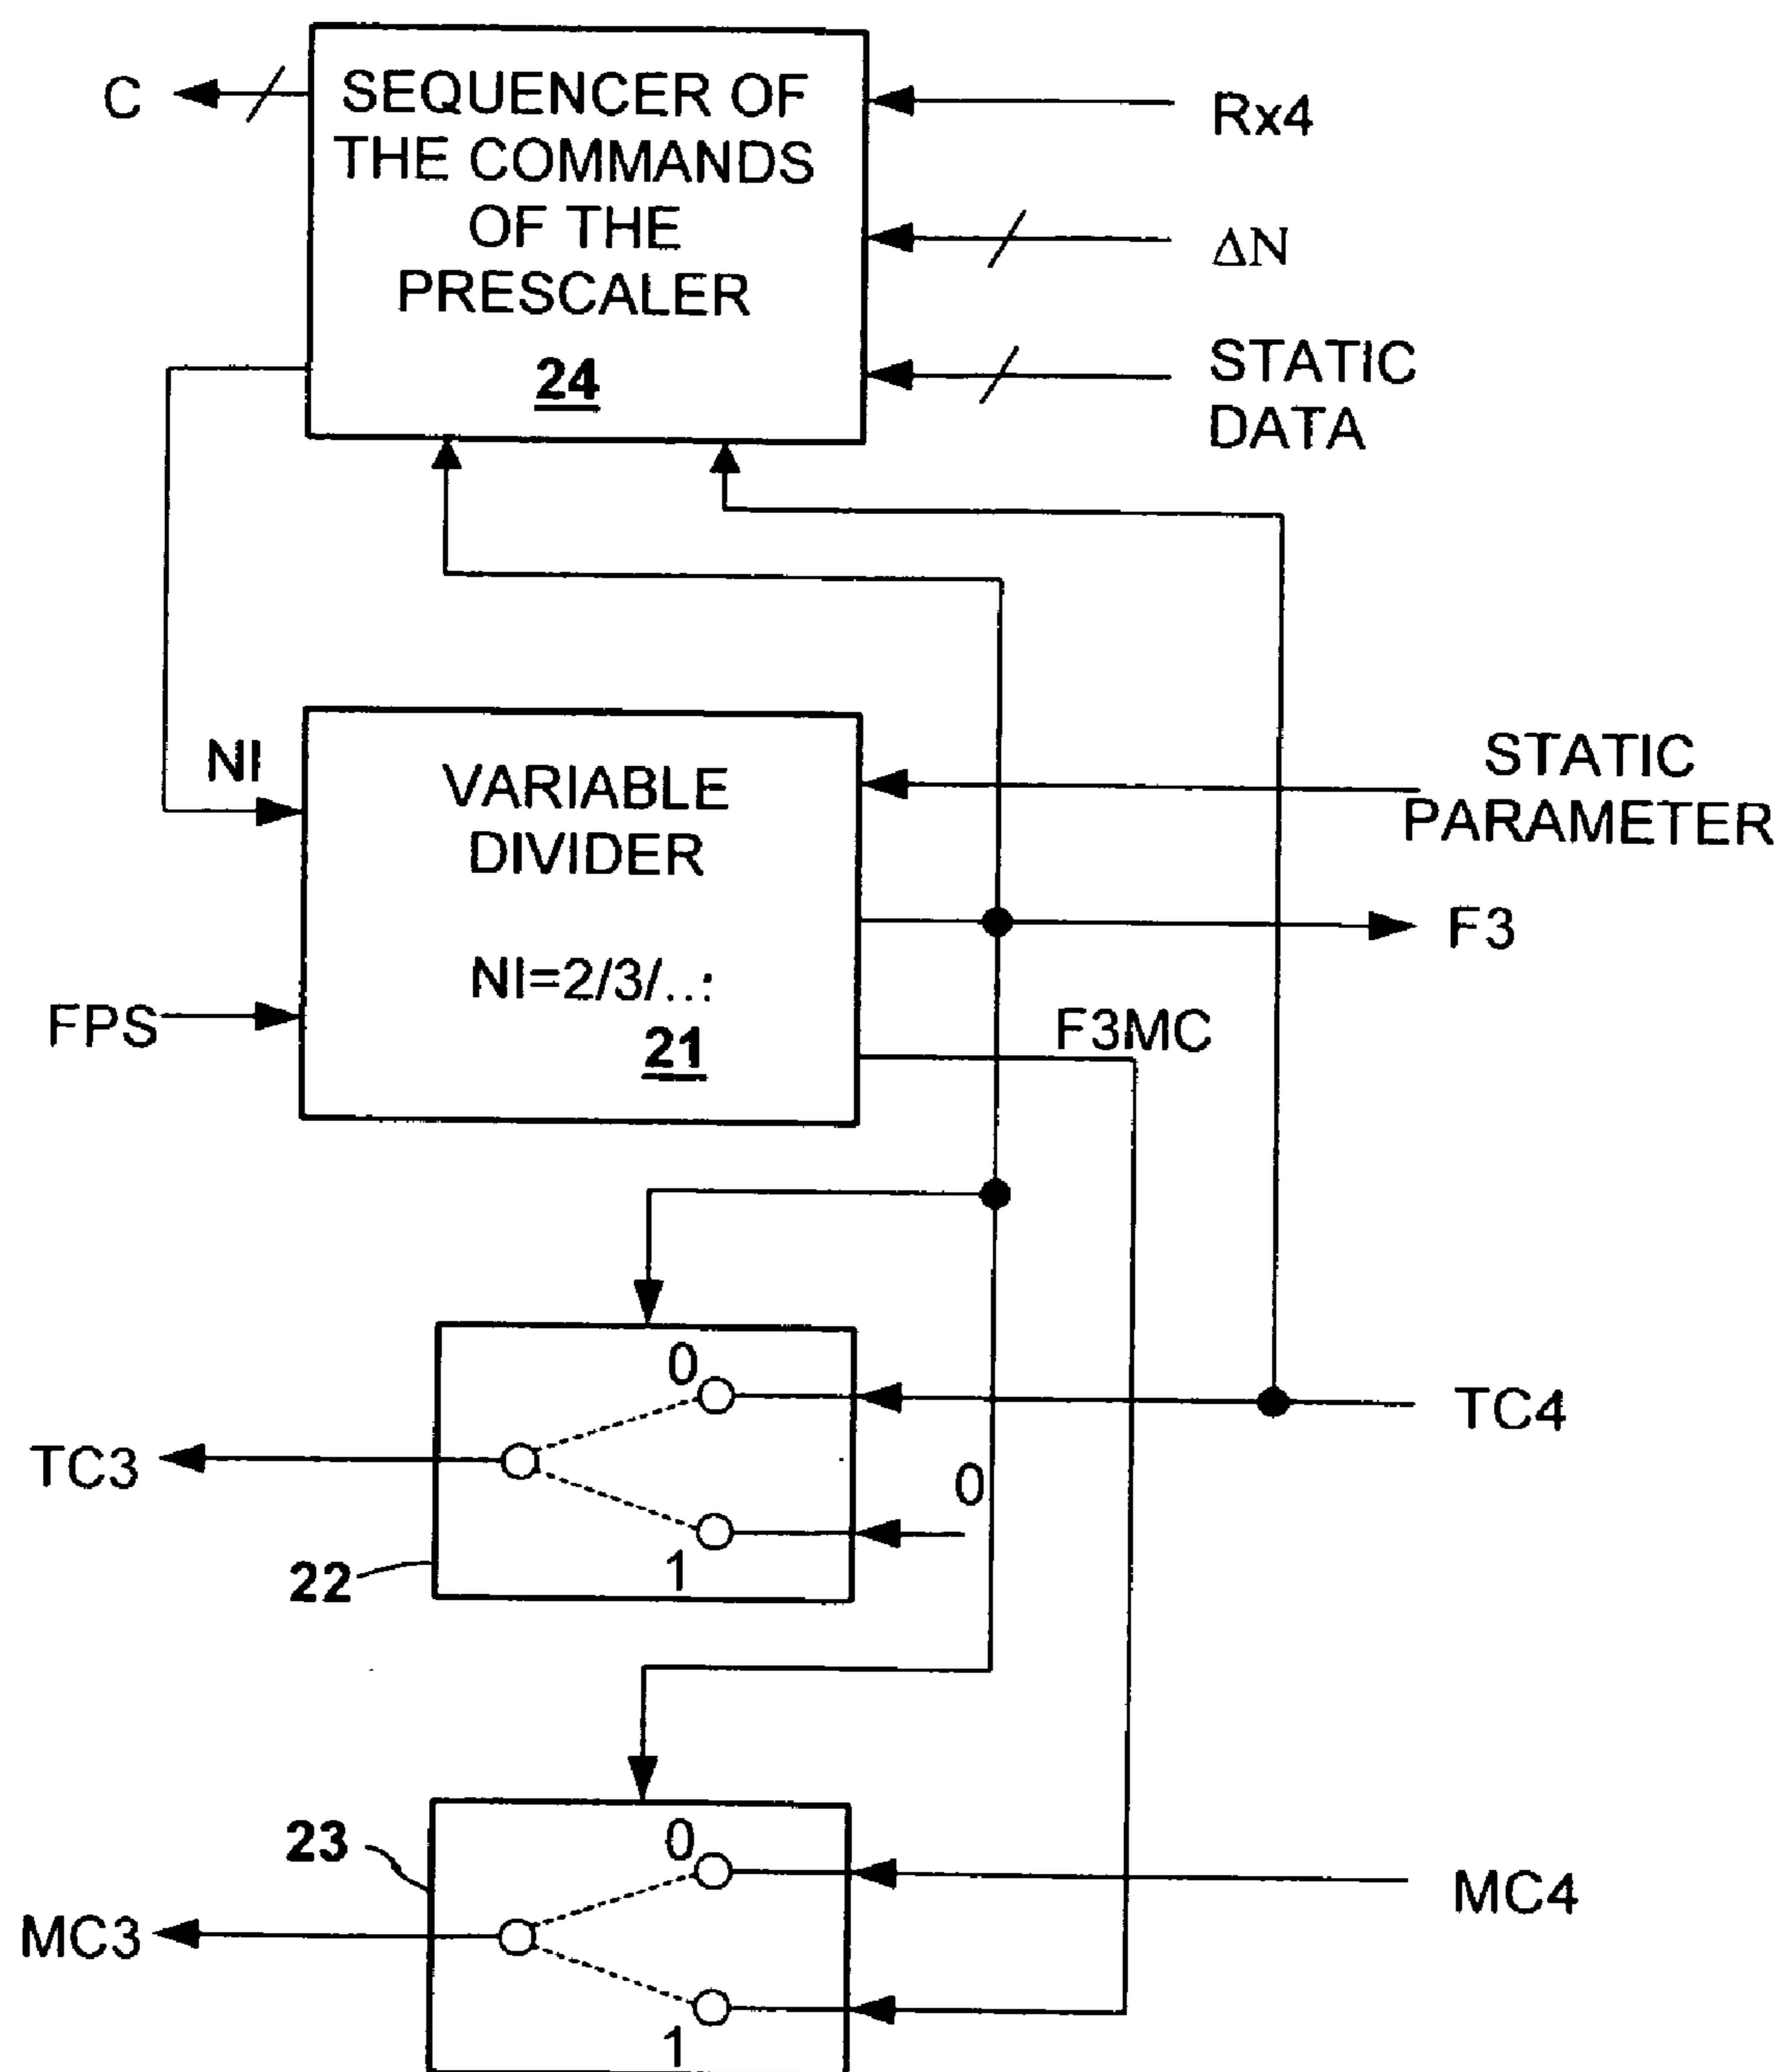 C
SEQUENCER OF
THE COMMANDS
OF THE
PRESCALER
24
Rx4
ΔN
STATIC
DATA
NI
VARIABLE
DIVIDER
NI=2/3/...:
21
STATIC
PARAMETER
F3
FPS
F3MC
0
TC4
TC3
0
1
22
23
0
MC4
MC3
1